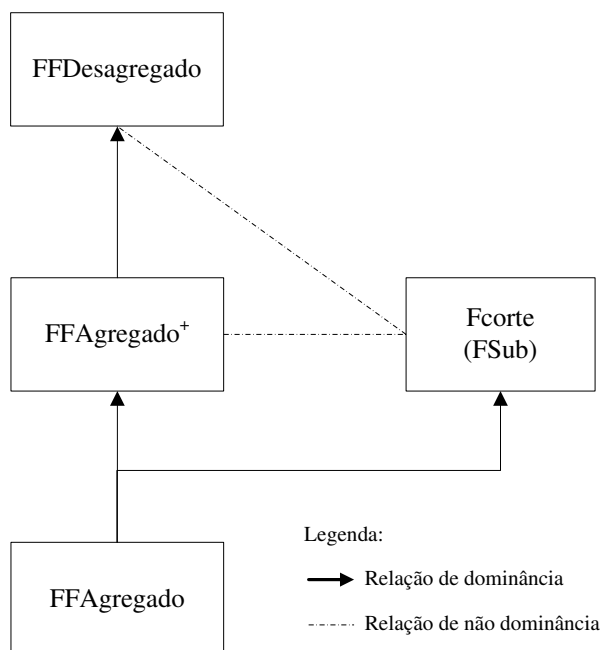 FFDesagregado
FFAgregado⁺
Fcorte
(FSub)
FFAgregado
Legenda:
Relação de dominância
Relação de não dominância